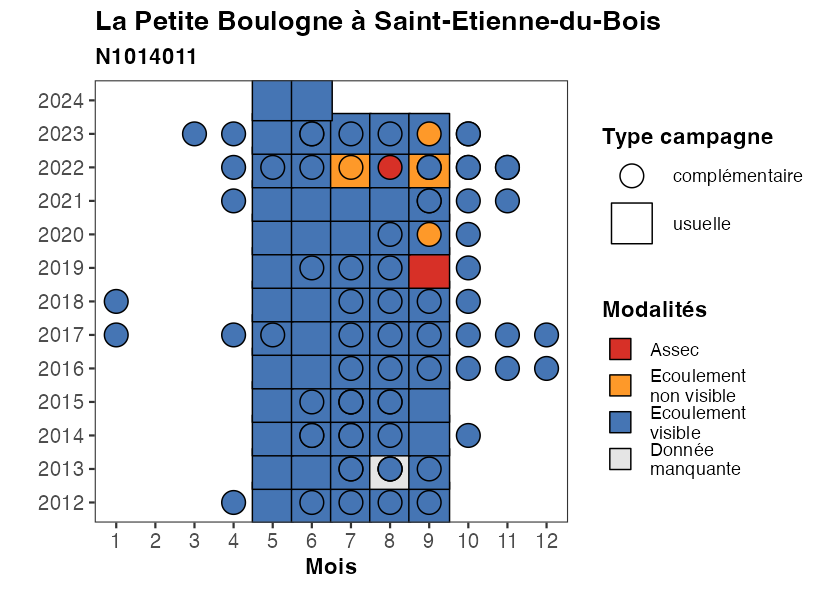 La Petite Boulogne à Saint-Etienne-du-Bois
N1014011
2024
2023
2022
2021
2020
2019
2018
2017
2016
2015
2014
2013
2012
1 2 3 4 5 6 7 8 9 10 11 12
Mois
Type campagne
complémentaire
usuelle
Modalités
Assec
Ecoulement
non visible
Ecoulement
visible
Donnée
manquante